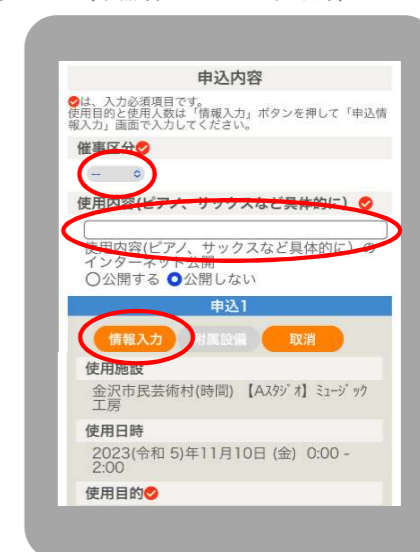 申込内容
は、入力必須項目です。
使用目的と使用人数は「情報入力」ボタンを押して「申込情
報入力」画面で入力してください。
催事区分
--
使用内容(ピアノ、サックスなど具体的に)
使用内容(ピアノ、サックスなど具体的に)の
インターネット公開
公開する 公開しない
申込1
情報入力 附属設備 取消
使用施設
金沢市民芸術村(時間) 【Aｽﾀｼﾞｵ】ﾐｭｰｼﾞｯｸ
工房
使用日時
2023(令和 5)年11月10日 (金) 0:00 -
2:00
使用目的